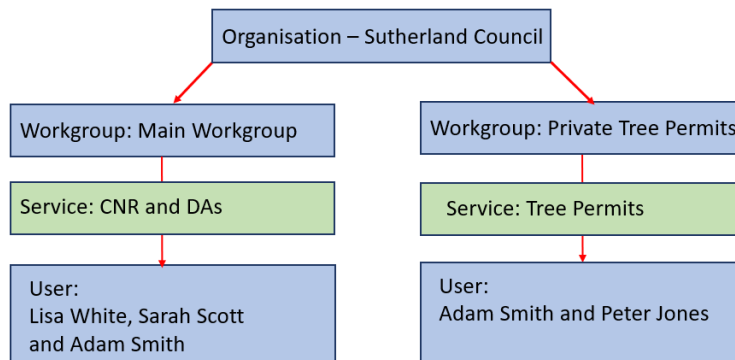 Organisation – Sutherland Council
Workgroup: Main Workgroup
Workgroup: Private Tree Permits
Service: CNR and DAs
Service: Tree Permits
User:
Lisa White, Sarah Scott
and Adam Smith
User:
Adam Smith and Peter Jones